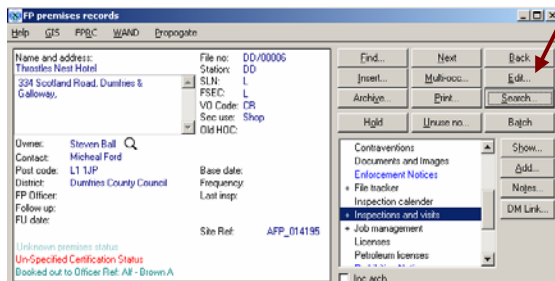 FP premises records
Help GIS FPRC WAND Propogate
Name and address:
Throstles Nest Hotel
334 Scotland Road, Dumfries &
Galloway,
File no: DD/00006
Station: DD
SLN: L
FSEC: L
VO Code: CR
Sec use: Shop
Old HOC:
Owner: Steven Ball
Contact: Micheal Ford
Post code: L1 1JP
District: Dumfries County Council
FP Officer:
Follow up:
FU date:
Base date:
Frequency:
Last insp:
Site Ref: AFP_014195
Unknown premises status
Un-Specified Certification Status
Booked out to Officer Ref: Alf - Brown A
Find... Next Back
Insert... Multi-occ... Edit...
Archive... Print... Search...
Hold Unuse no... Batch
Contraventions
Documents and Images
Enforcement Notices
+ File tracker
Inspection calender
+ Inspections and visits
+ Job management
Licenses
Petroleum licenses
Show...
Add...
Notes...
DM Link...
Inc arch